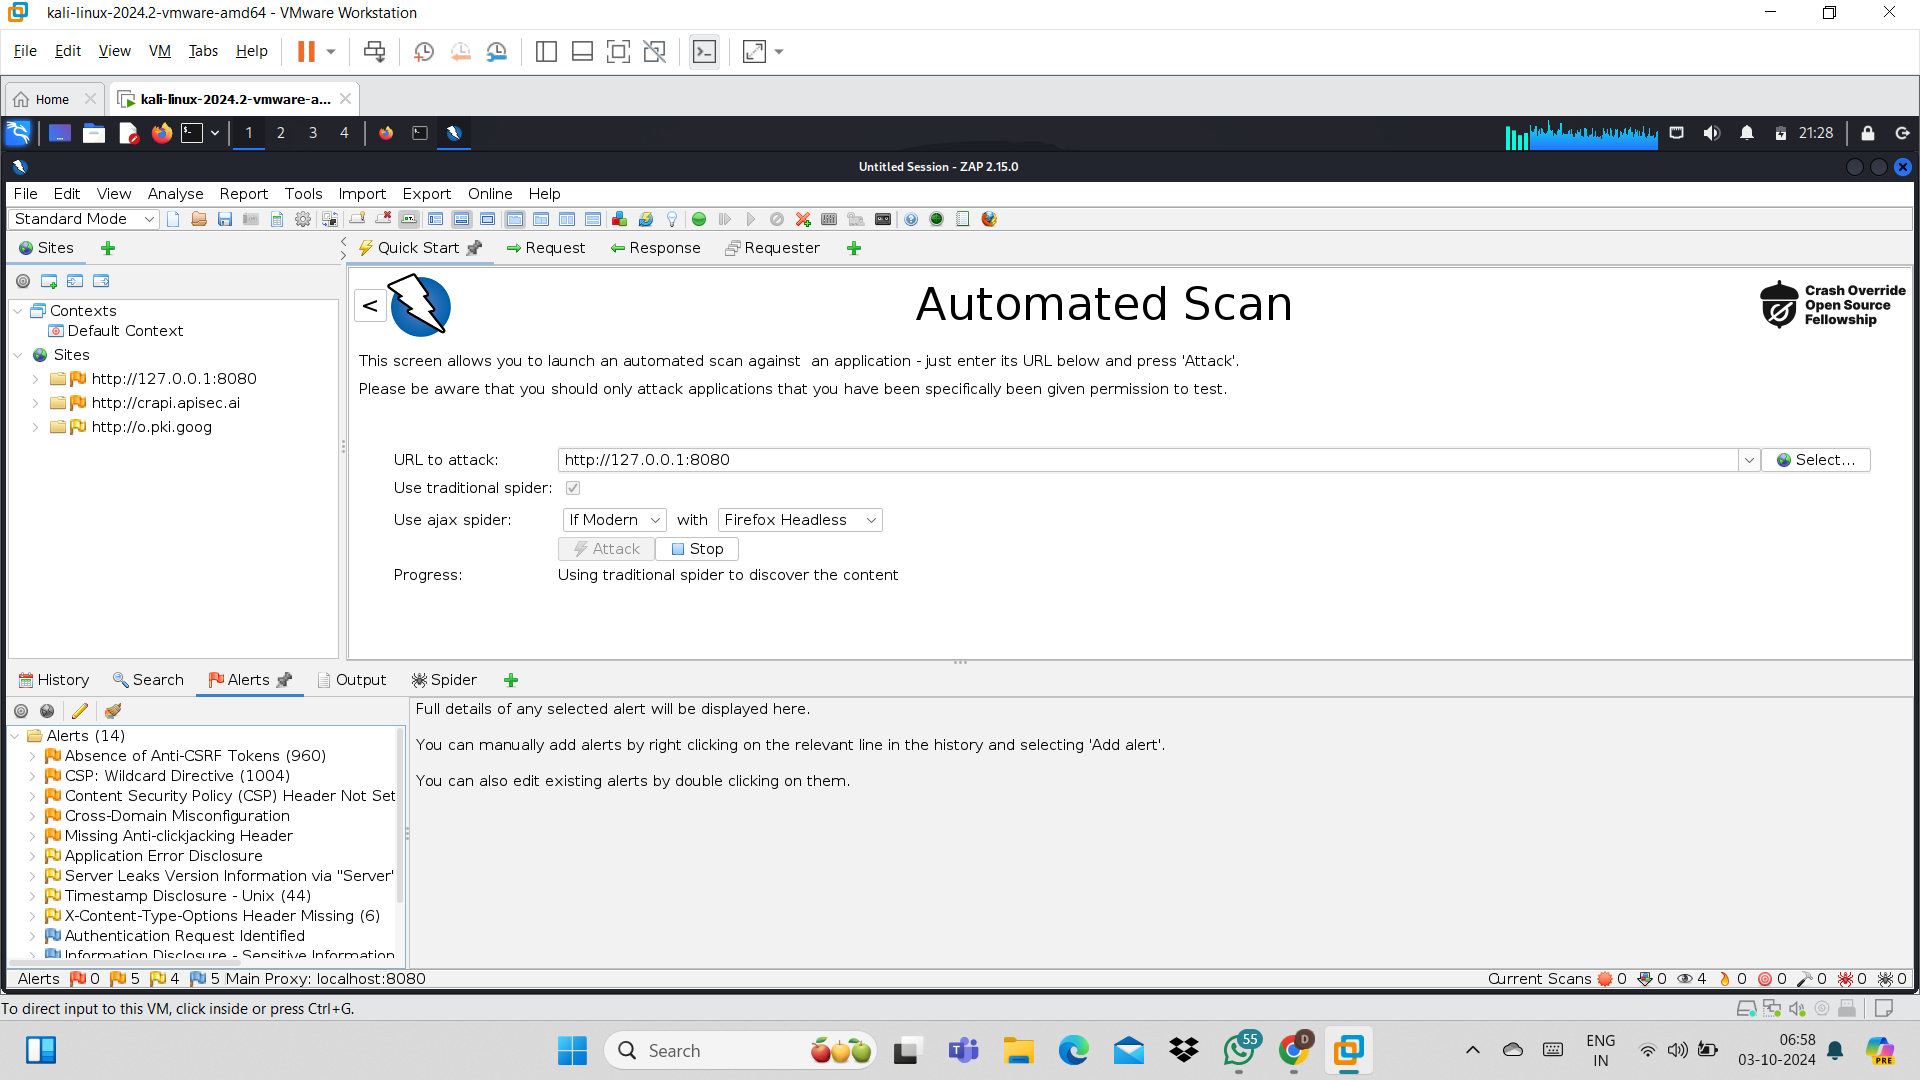 kali-linux-2024.2-vmware-amd64 - VMware Workstation
File Edit View VM Tabs Help
Home kali-linux-2024.2-vmware-a...
1 2 3 4 21:28
Untitled Session - ZAP 2.15.0
File Edit View Analyse Report Tools Import Export Online Help
Standard Mode
Sites Quick Start Request Response Requester
Contexts
Default Context
Sites
http://127.0.0.1:8080
http://crapi.apisec.ai
http://o.pki.goog
< Automated Scan
Crash Override
Open Source
Fellowship
This screen allows you to launch an automated scan against  an application - just enter its URL below and press 'Attack'.
Please be aware that you should only attack applications that you have been specifically been given permission to test.
URL to attack: http://127.0.0.1:8080 Select...
Use traditional spider:
Use ajax spider: If Modern with Firefox Headless
Attack Stop
Progress: Using traditional spider to discover the content
History Search Alerts Output Spider
Alerts (14)
Absence of Anti-CSRF Tokens (960)
CSP: Wildcard Directive (1004)
Content Security Policy (CSP) Header Not Set
Cross-Domain Misconfiguration
Missing Anti-clickjacking Header
Application Error Disclosure
Server Leaks Version Information via "Server"
Timestamp Disclosure - Unix (44)
X-Content-Type-Options Header Missing (6)
Authentication Request Identified
Information Disclosure - Sensitive Information
Full details of any selected alert will be displayed here.
You can manually add alerts by right clicking on the relevant line in the history and selecting 'Add alert'.
You can also edit existing alerts by double clicking on them.
Alerts 0 5 4 5 Main Proxy: localhost:8080 Current Scans 0 0 4 0 0 0 0 0
To direct input to this VM, click inside or press Ctrl+G.
Search 55 D ENG
IN
06:58
03-10-2024
PRE